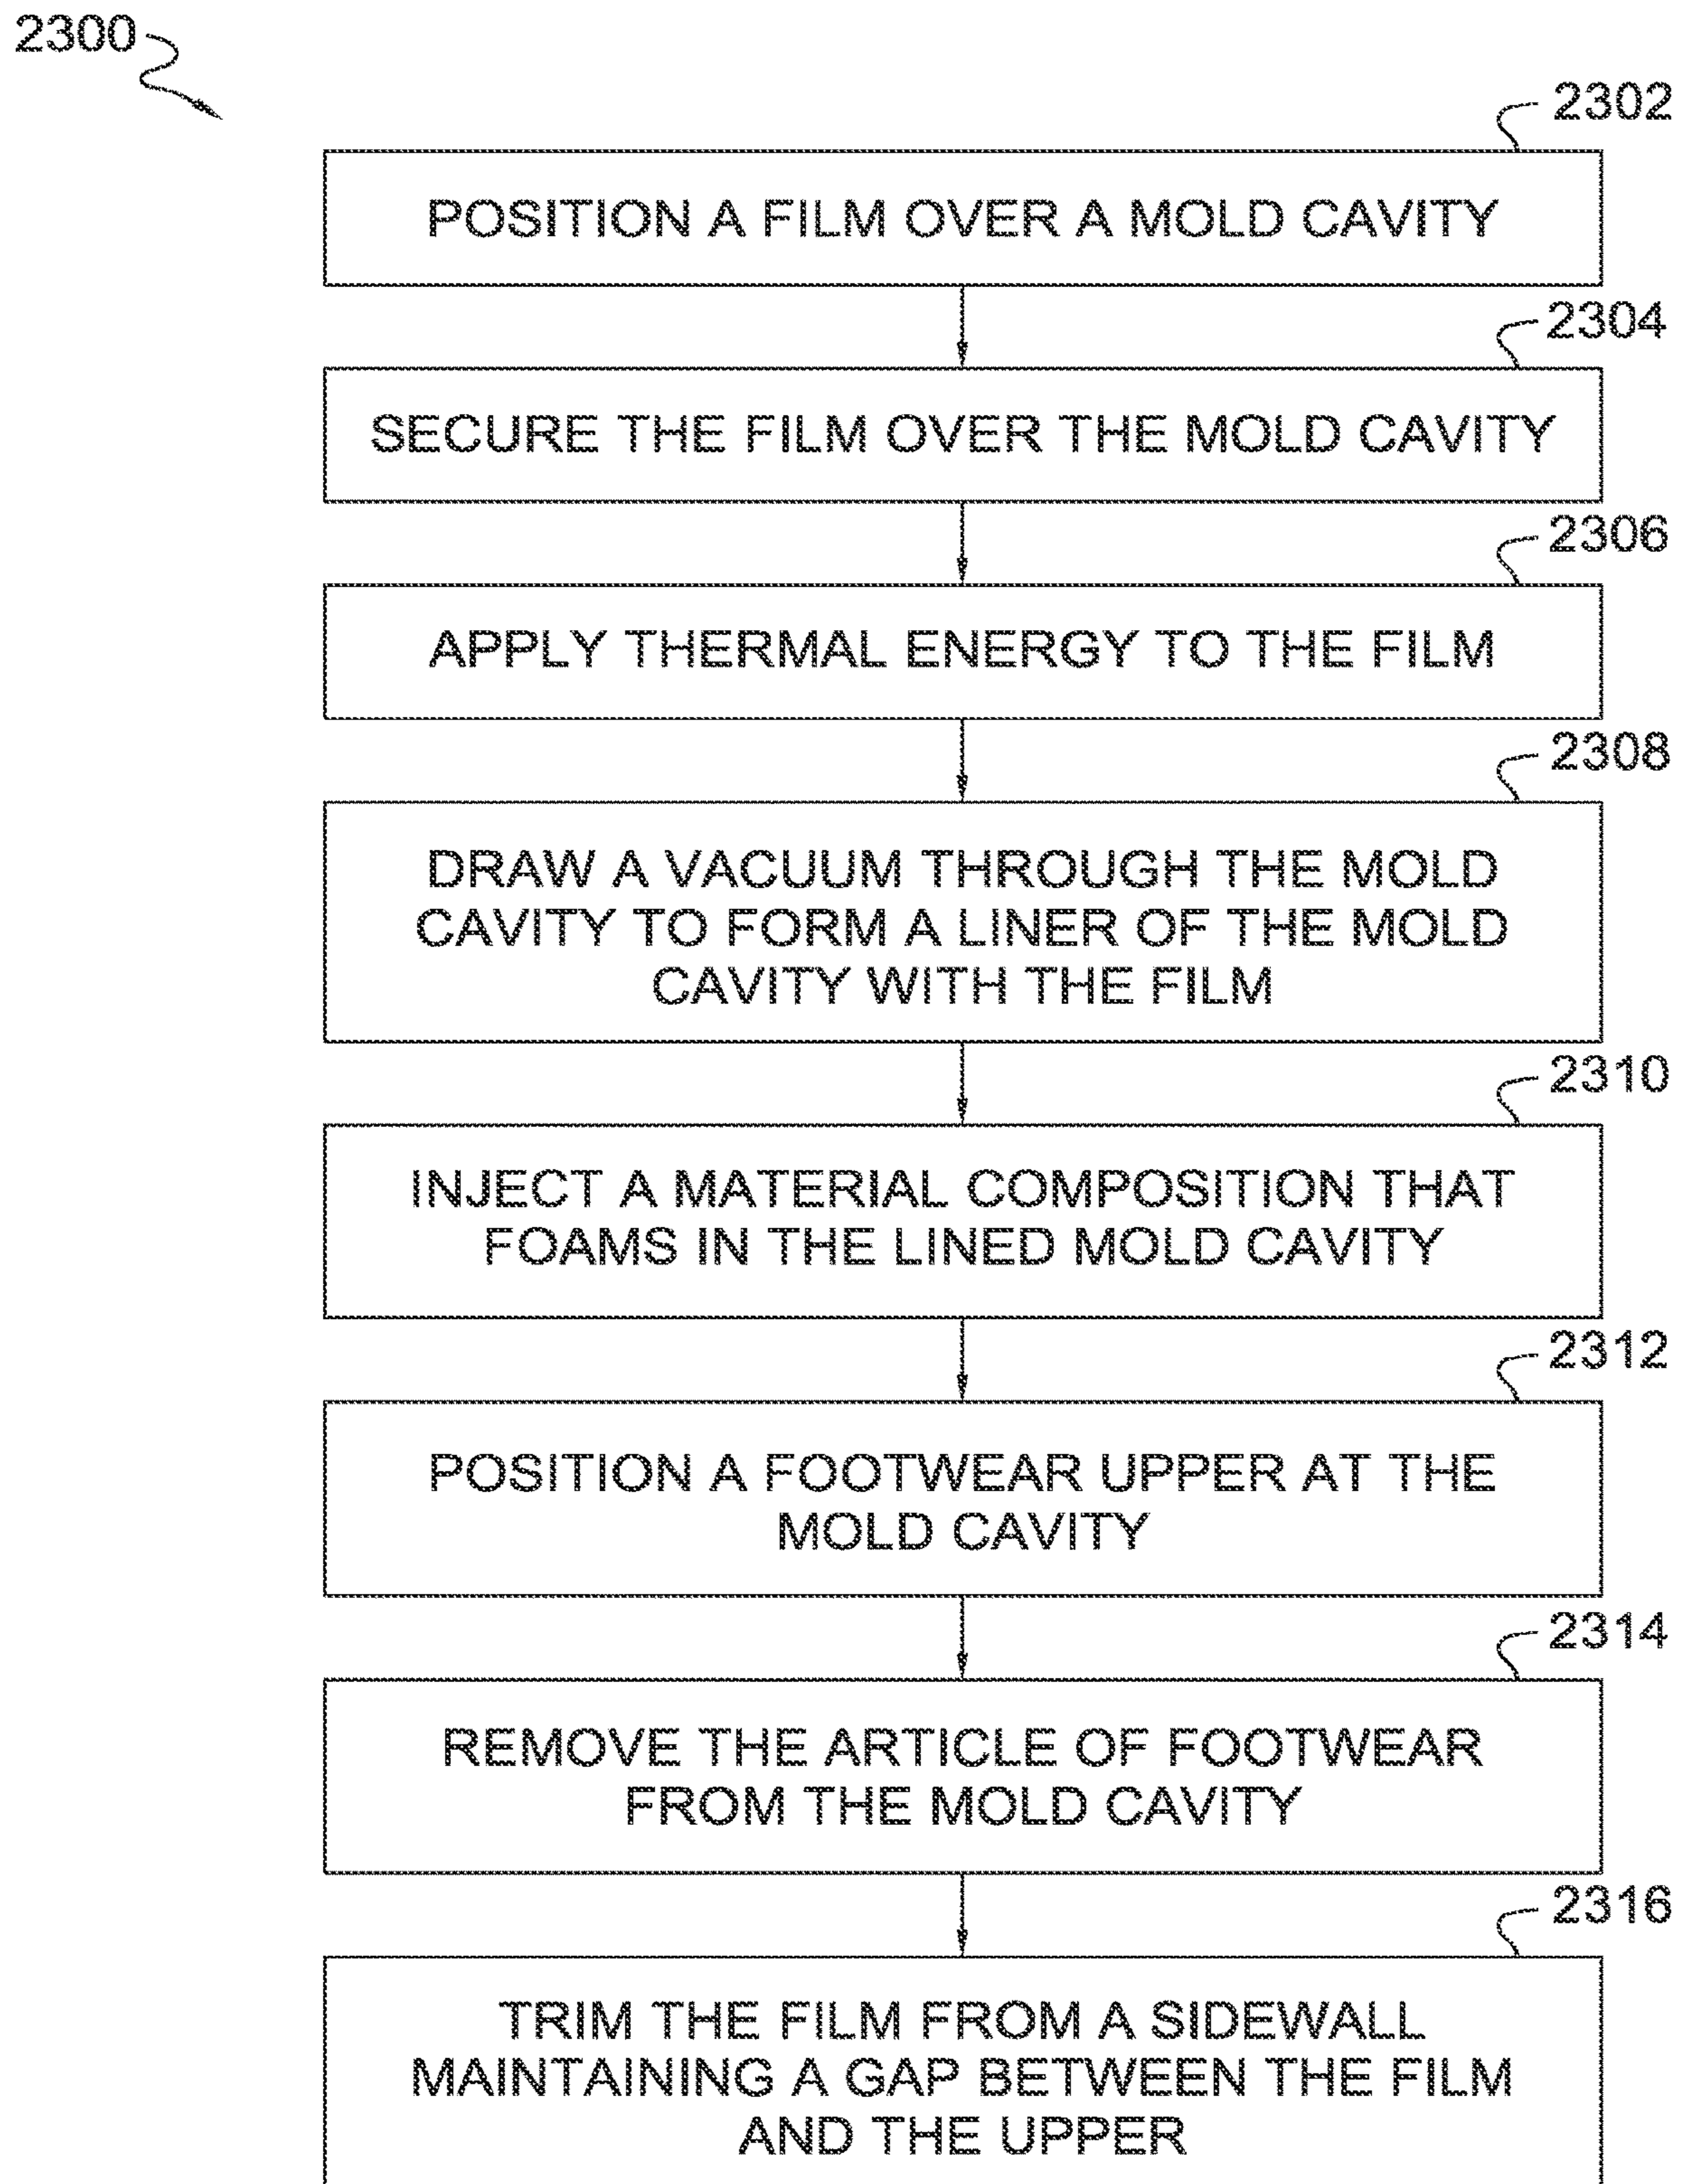 2300
2302
POSITION A FILM OVER A MOLD CAVITY
2304
SECURE THE FILM OVER THE MOLD CAVITY
2306
APPLY THERMAL ENERGY TO THE FILM
2308
DRAW A VACUUM THROUGH THE MOLD
CAVITY TO FORM A LINER OF THE MOLD
CAVITY WITH THE FILM
2310
INJECT A MATERIAL COMPOSITION THAT
FOAMS IN THE LINED MOLD CAVITY
2312
POSITION A FOOTWEAR UPPER AT THE
MOLD CAVITY
2314
REMOVE THE ARTICLE OF FOOTWEAR
FROM THE MOLD CAVITY
2316
TRIM THE FILM FROM A SIDEWALL
MAINTAINING A GAP BETWEEN THE FILM
AND THE UPPER